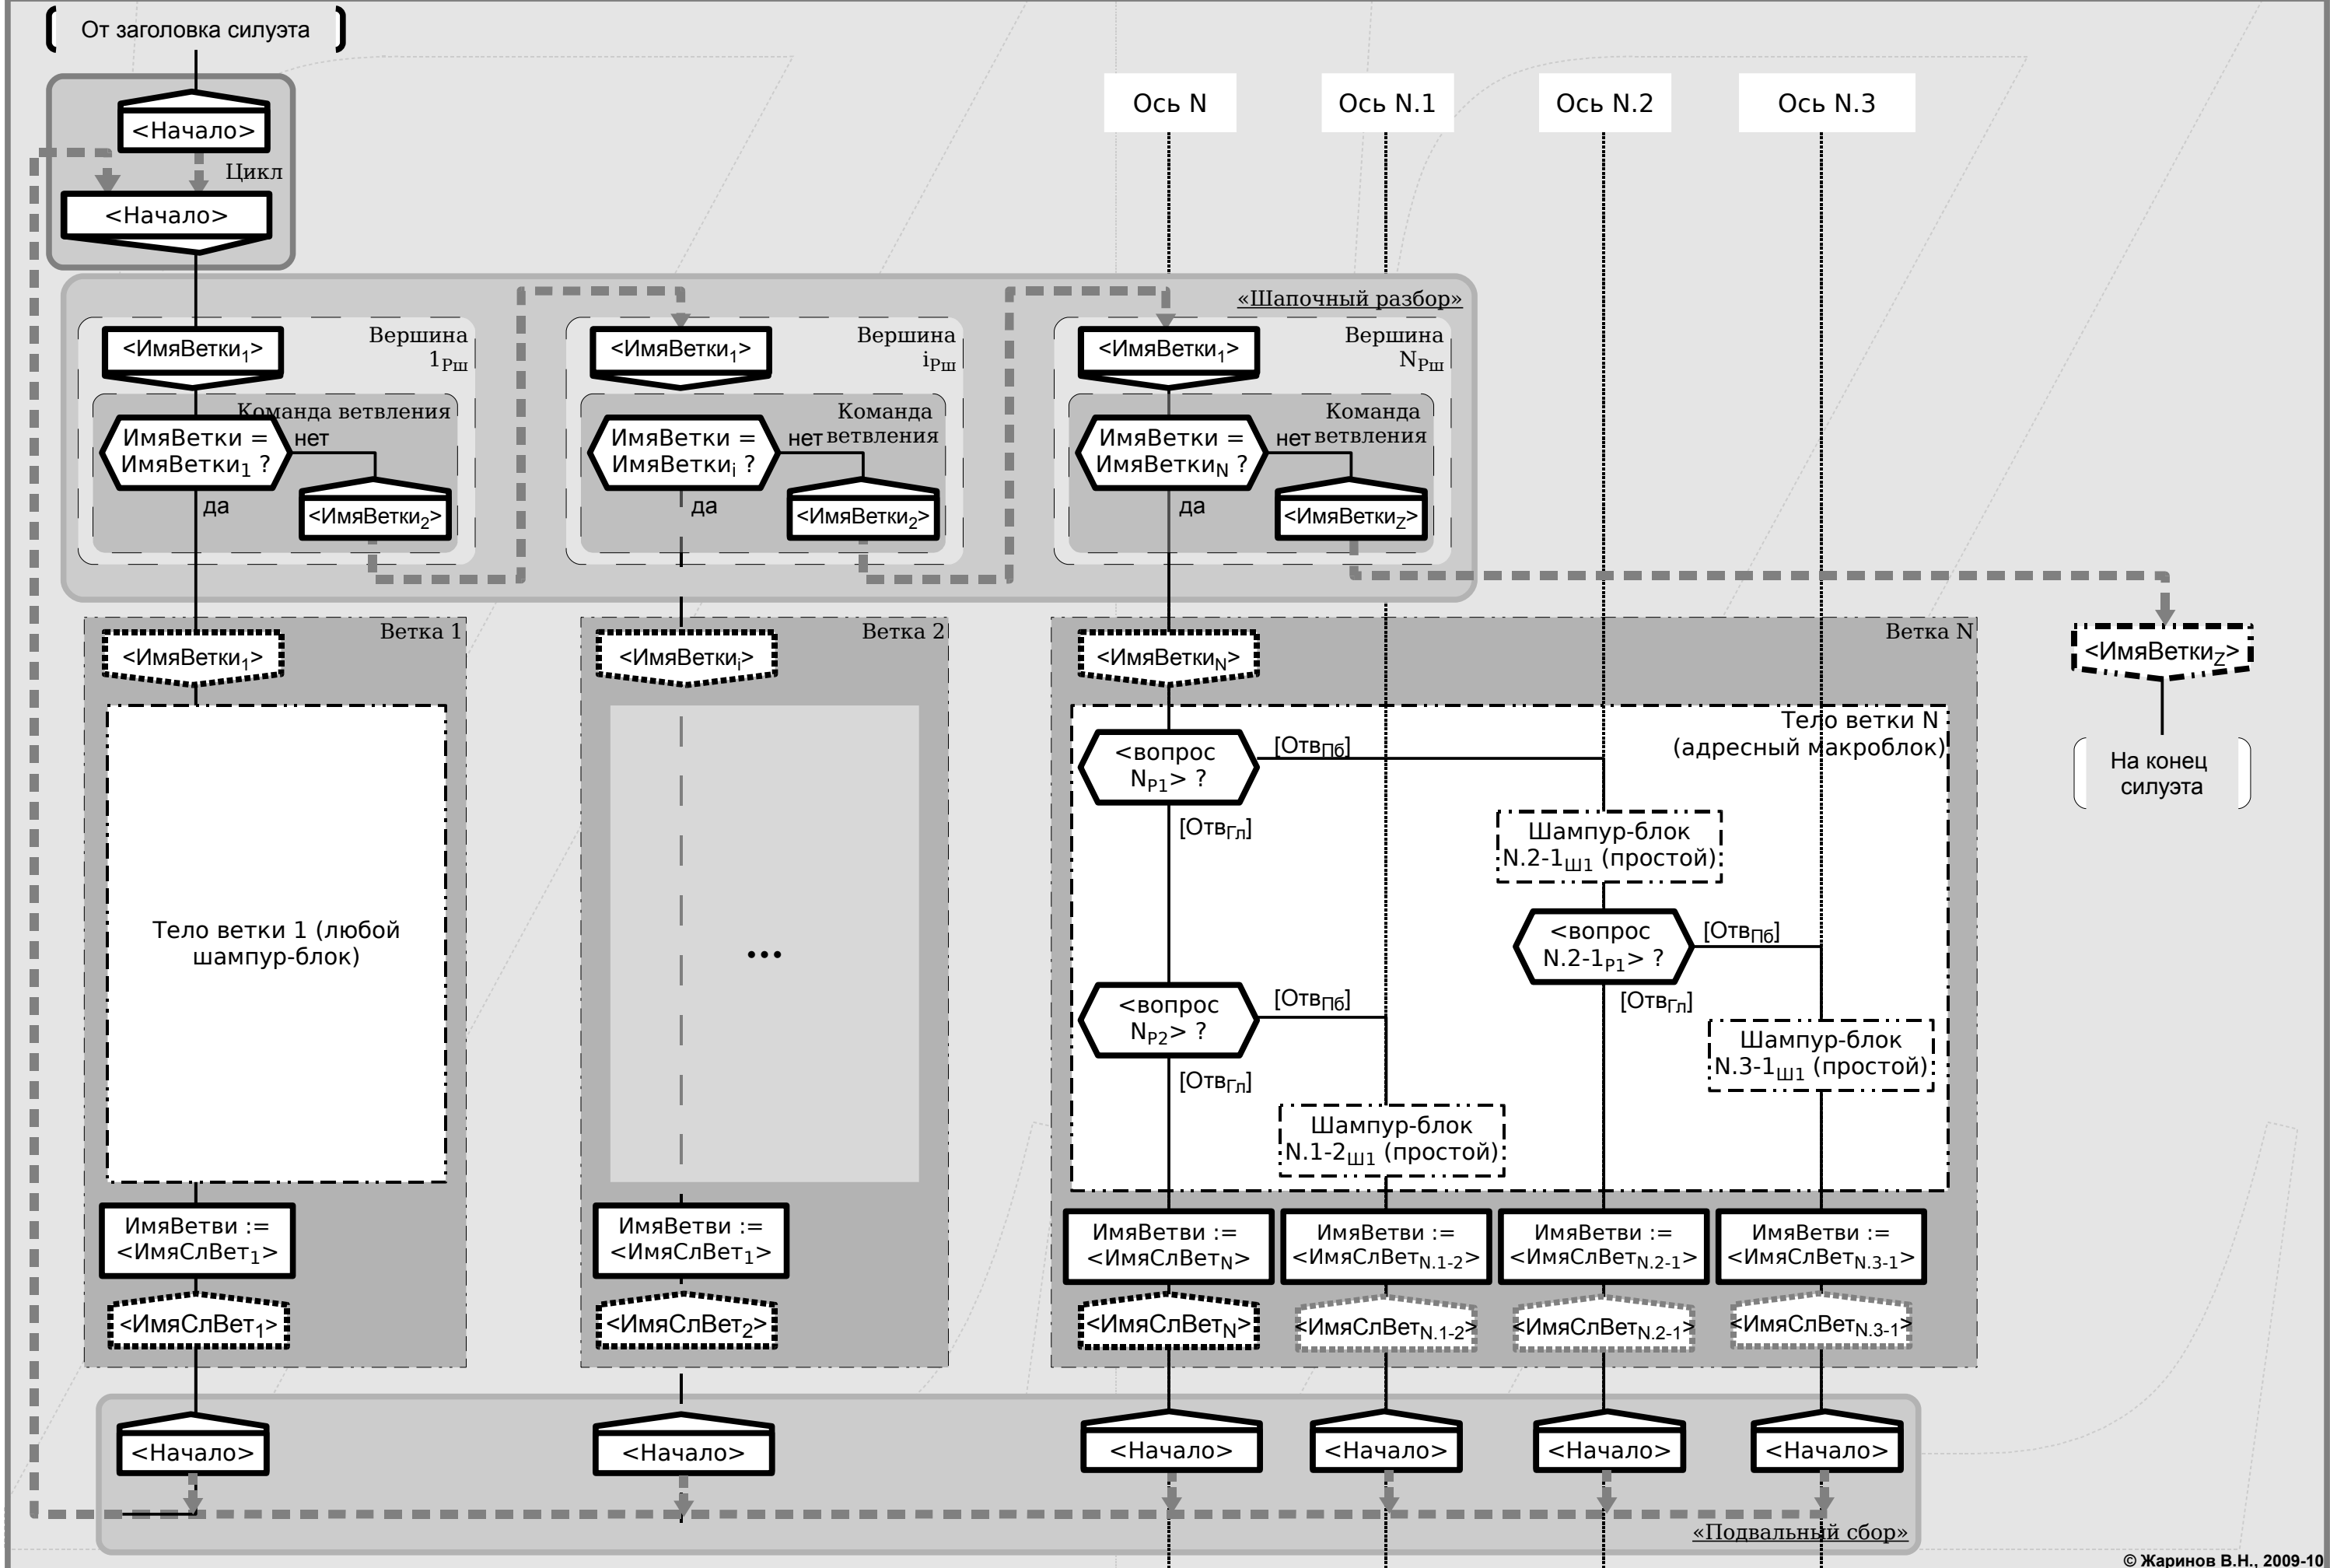 От заголовка силуэта
<Начало>
Цикл
<Начало>
Ось N
Ось N.1
Ось N.2
Ось N.3
«Шапочный разбор»
<ИмяВетки1>
Вершина
1Рш
Команда ветвления
ИмяВетки =
ИмяВетки1 ?
нет
да
<ИмяВетки2>
<ИмяВетки1>
Вершина
iРш
Команда
ветвления
ИмяВетки =
ИмяВетки i ?
нет
да
<ИмяВетки2>
<ИмяВетки1>
Вершина
NРш
Команда
ветвления
ИмяВетки =
ИмяВеткиN ?
нет
да
<ИмяВеткиZ>
Ветка 1
<ИмяВетки1>
Тело ветки 1 (любой
шампур-блок)
ИмяВетви :=
<ИмяСлВет1>
<ИмяСлВет1>
Ветка 2
<ИмяВеткиi>
...
ИмяВетви :=
<ИмяСлВет1>
<ИмяСлВет2>
Ветка N
<ИмяВеткиN>
Тело ветки N
(адресный макроблок)
<вопрос
NР1> ?
[ОтвПб]
[ОтвГл]
Шампур-блок
N.2-1Ш1 (простой)
<вопрос
N.2-1Р1> ?
[ОтвПб]
[ОтвГл]
<вопрос
NР2> ?
[ОтвПб]
[ОтвГл]
Шампур-блок
N.3-1Ш1 (простой)
Шампур-блок
N.1-2Ш1 (простой)
ИмяВетви :=
<ИмяСлВетN>
ИмяВетви :=
<ИмяСлВетN.1-2>
ИмяВетви :=
<ИмяСлВетN.2-1>
ИмяВетви :=
<ИмяСлВетN.3-1>
<ИмяСлВетN>
<ИмяСлВетN.1-2>
<ИмяСлВетN.2-1>
<ИмяСлВетN.3-1>
<ИмяВеткиZ>
На конец
силуэта
<Начало>
<Начало>
<Начало>
<Начало>
<Начало>
<Начало>
«Подвальный сбор»
© Жаринов В.Н., 2009-10